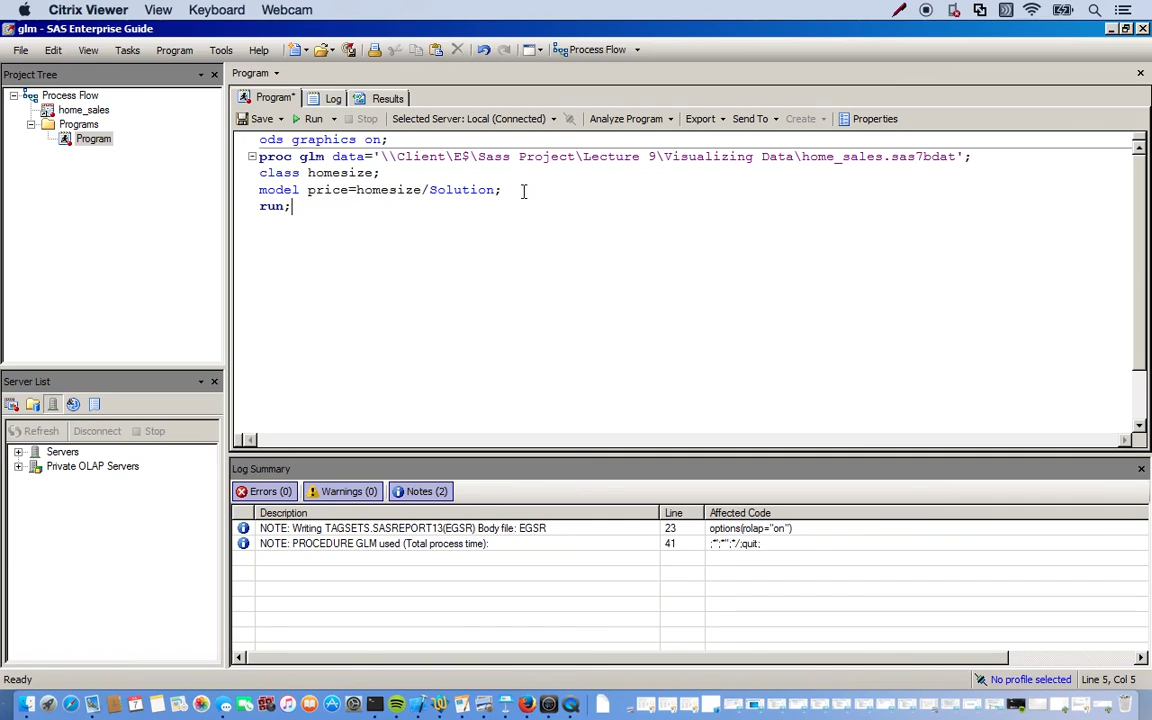 Citrix Viewer View Keyboard Webcam
glm - SAS Enterprise Guide
File Edit View Tasks Program Tools Help Process Flow
Project Tree
Program
Process Flow
home_sales
Programs
Program
Program* Log Results
Save Run Stop Selected Server: Local (Connected) Analyze Program Export Send To Create Properties
ods graphics on;
proc glm data='\\Client\E$\Sass Project\Lecture 9\Visualizing Data\home_sales.sas7bdat';
class homesize;
model price=homesize/Solution;
run;
Server List
Refresh Disconnect Stop
Servers
Private OLAP Servers
Log Summary
Errors (0) Warnings (0) Notes (2)
Description Line Affected Code
NOTE: Writing TAGSETS.SASREPORT13(EGSR) Body file: EGSR 23 options(rolap="on")
NOTE: PROCEDURE GLM used (Total process time): 41 ;*';*";*/;quit;
Ready No profile selected Line 5, Col 5